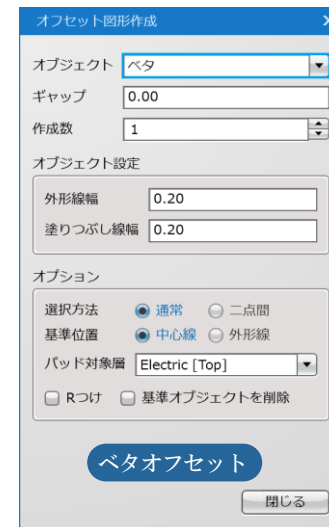 オフセット図形作成
オブジェクト ベタ
ギャップ 0.00
作成数 1
オブジェクト設定
外形線幅 0.20
塗りつぶし線幅 0.20
オプション
選択方法 通常 二点間
基準位置 中心線 外形線
パッド対象層 Electric [Top]
Rつけ 基準オブジェクトを削除
ベタオフセット
閉じる